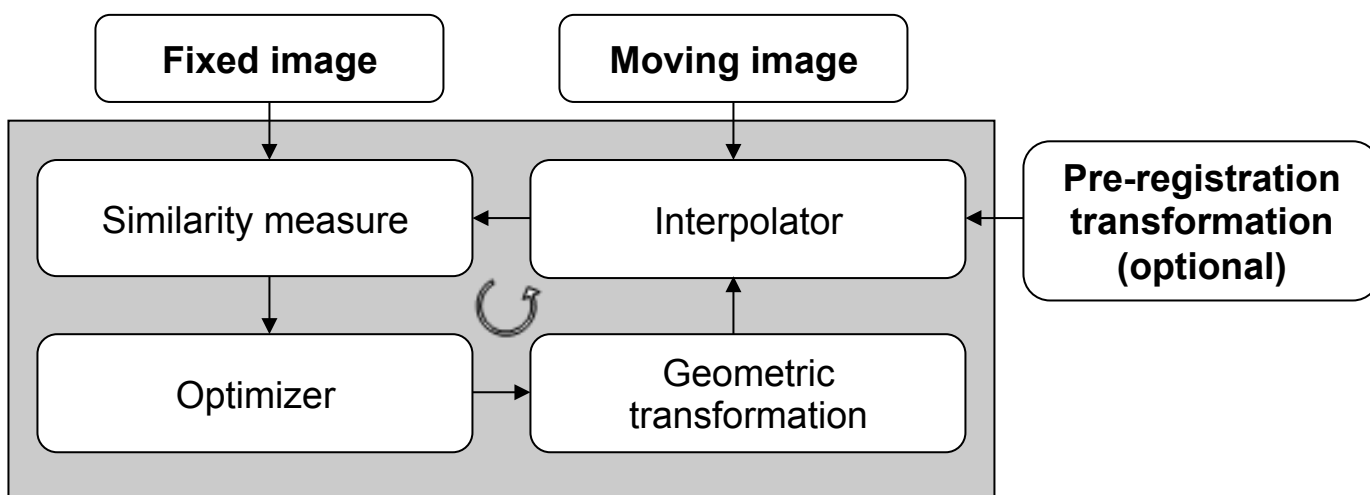 Fixed image
Moving image
Similarity measure
Interpolator
Pre-registration
transformation
(optional)
Optimizer
Geometric
transformation